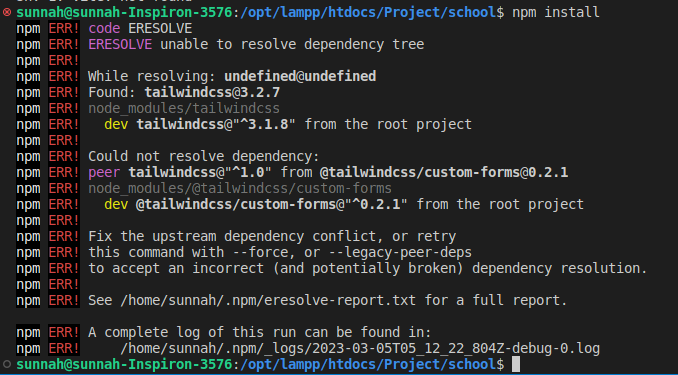 sunnah@sunnah-Inspiron-3576:/opt/lampp/htdocs/Project/school$ npm install
npm ERR! code ERESOLVE
npm ERR! ERESOLVE unable to resolve dependency tree
npm ERR!
npm ERR! While resolving: undefined@undefined
npm ERR! Found: tailwindcss@3.2.7
npm ERR! node_modules/tailwindcss
npm ERR!   dev tailwindcss@"^3.1.8" from the root project
npm ERR!
npm ERR! Could not resolve dependency:
npm ERR! peer tailwindcss@"^1.0" from @tailwindcss/custom-forms@0.2.1
npm ERR! node_modules/@tailwindcss/custom-forms
npm ERR!   dev @tailwindcss/custom-forms@"^0.2.1" from the root project
npm ERR!
npm ERR! Fix the upstream dependency conflict, or retry
npm ERR! this command with --force, or --legacy-peer-deps
npm ERR! to accept an incorrect (and potentially broken) dependency resolution.
npm ERR!
npm ERR! See /home/sunnah/.npm/eresolve-report.txt for a full report.
npm ERR! A complete log of this run can be found in:
npm ERR!     /home/sunnah/.npm/_logs/2023-03-05T05_12_22_804Z-debug-0.log
sunnah@sunnah-Inspiron-3576:/opt/lampp/htdocs/Project/school$